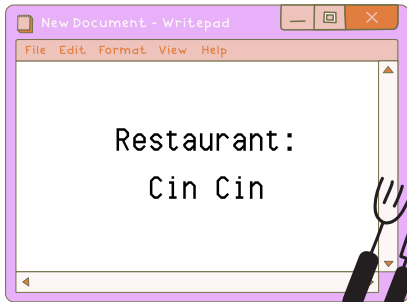 New Document - Writepad
File Edit Format View Help
Restaurant:
Cin Cin